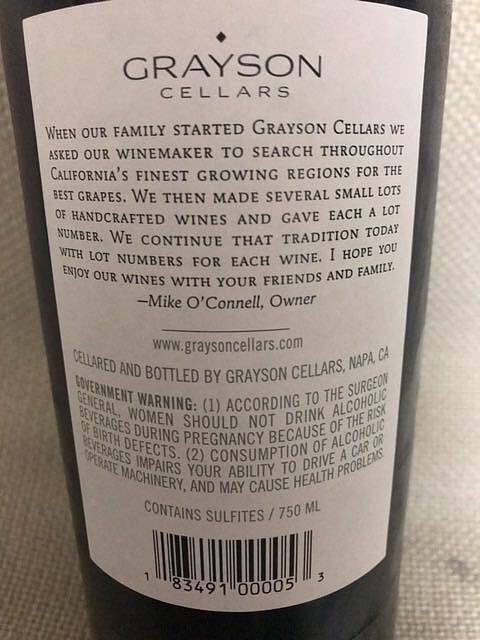 GRAYSON
CELLARS
WHEN OUR FAMILY STARTED GRAYSON CELLARS WE
ASKED OUR WINEMAKER TO SEARCH THROUGHOUT
CALIFORNIA'S FINEST GROWING REGIONS FOR THE
BEST GRAPES. WE THEN MADE SEVERAL SMALL LOTS
OF HANDCRAFTED WINES AND GAVE EACH A LOT
NUMBER. WE CONTINUE THAT TRADITION TODAY
WITH LOT NUMBERS FOR EACH WINE. I HOPE YOU
ENJOY OUR WINES WITH YOUR FRIENDS AND FAMILY.
—Mike O'Connell, Owner
www.graysoncellars.com
CELLARED AND BOTTLED BY GRAYSON CELLARS, NAPA, CA
GOVERNMENT WARNING: (1) ACCORDING TO THE SURGEON
GENERAL, WOMEN SHOULD NOT DRINK ALCOHOLIC
BEVERAGES DURING PREGNANCY BECAUSE OF THE RISK
OF BIRTH DEFECTS. (2) CONSUMPTION OF ALCOHOLIC
BEVERAGES IMPAIRS YOUR ABILITY TO DRIVE A CAR OR
OPERATE MACHINERY, AND MAY CAUSE HEALTH PROBLEMS.
CONTAINS SULFITES / 750 ML
1 83491 00005 3